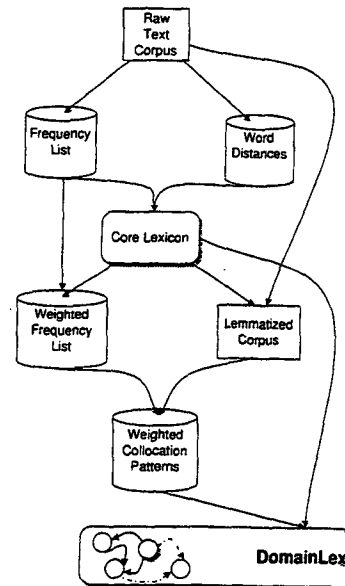 Raw
Text
Corpus
Frequency
List
Word
Distances
Core Lexicon
Weighted
Frequency
List
Lemmatized
Corpus
Weighted
Collocation
Patterns
DomainLex